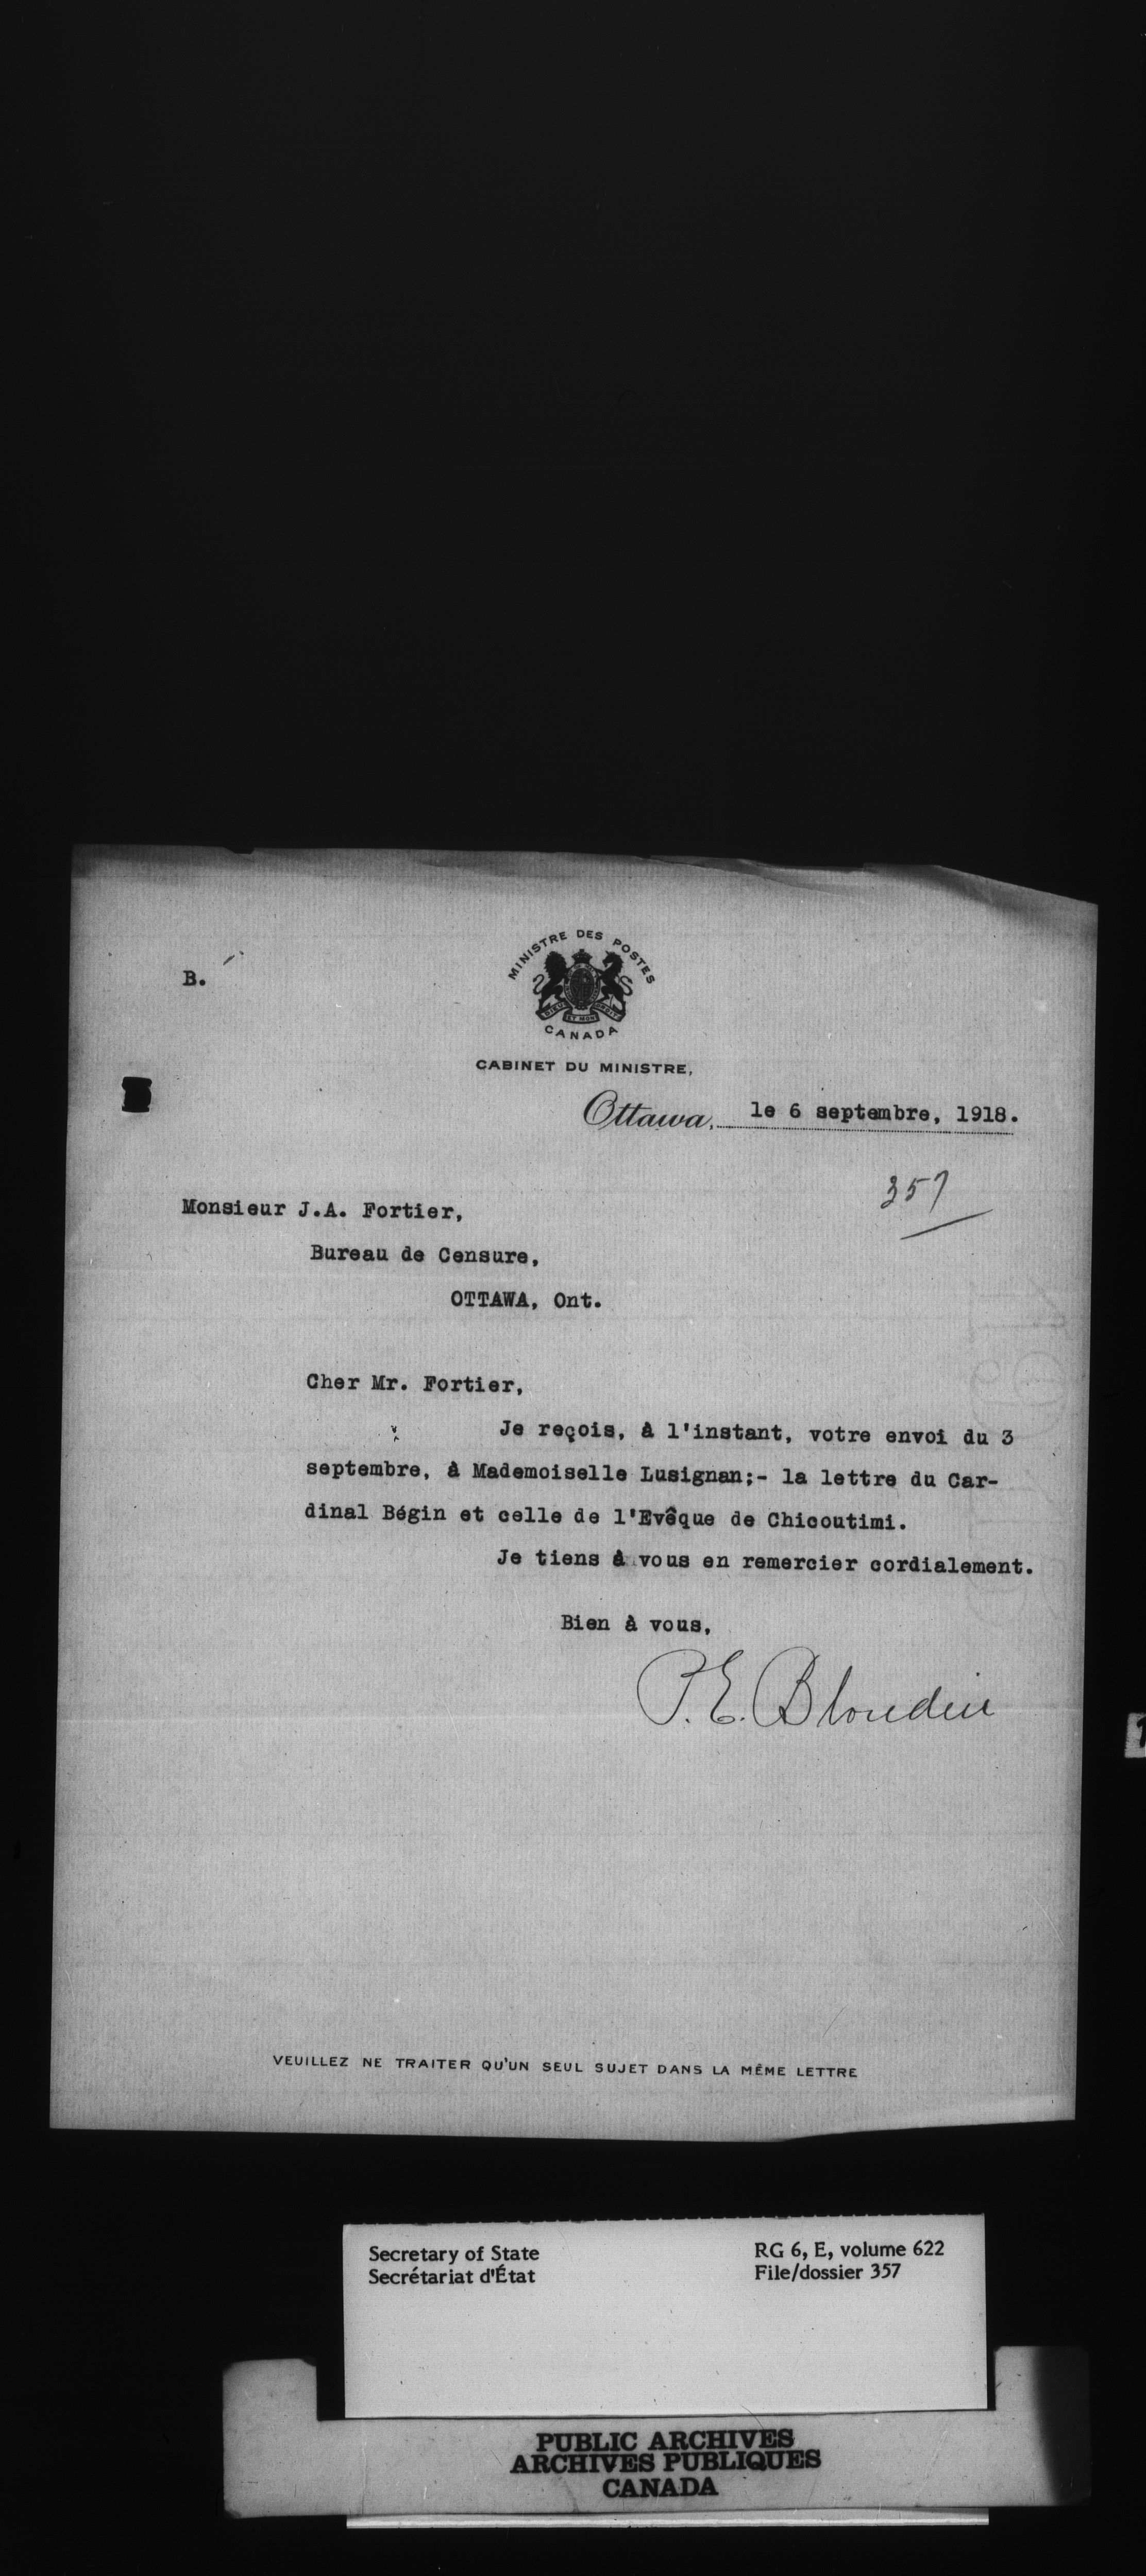 B.
MINISTRE DES POSTES
DIEU ET MON DROIT
CANADA
CABINET DU MINISTRE,
Ottawa, le 6 septembre, 1918.
357
Monsieur J.A. Fortier,
Bureau de Censure,
OTTAWA, Ont.
Cher Mr. Fortier,
Je reçois, à l'instant, votre envoi du 3
septembre, à Mademoiselle Lusignan;- la lettre du Car-
dinal Bégin et celle de l'Evêque de Chicoutimi.
Je tiens à vous en remercier cordialement.
Bien à vous,
P.E. Blondin
VEUILLEZ NE TRAITER QU'UN SEUL SUJET DANS LA MÊME LETTRE
Secretary of State
Secrétariat d'État
RG 6, E, volume 622
File/dossier 357
PUBLIC ARCHIVES
ARCHIVES PUBLIQUES
CANADA